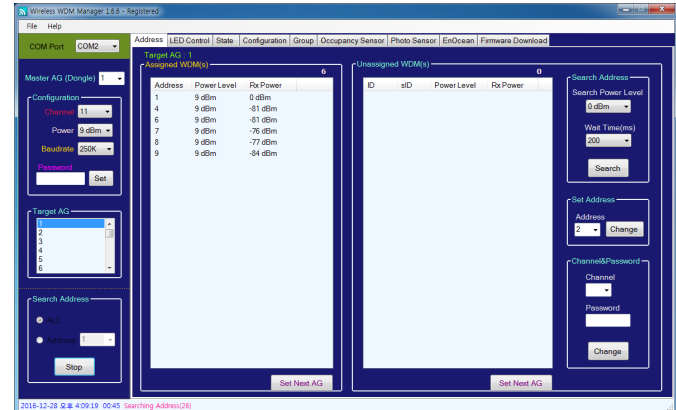 Wireless WDM Manager 1.6.6 - Registered
File Help
COM Port COM2
Address LED Control State Configuration Group Occupancy Sensor Photo Sensor EnOcean Firmware Download
Target AG : 1
Master AG (Dongle) 1
Configuration
Channel 11
Power 9 dBm
Baudrate 250K
Password
Set
Target AG
1
2
3
4
5
6
Search Address
ALL
Address 1
Stop
Assigned WDM(s)
6
Address Power Level Rx Power
1 9 dBm 0 dBm
4 9 dBm -81 dBm
6 9 dBm -81 dBm
7 9 dBm -76 dBm
8 9 dBm -77 dBm
9 9 dBm -84 dBm
Set Next AG
Unassigned WDM(s)
0
ID sID Power Level Rx Power
Set Next AG
Search Address
Search Power Level
0 dBm
Wait Time(ms)
200
Search
Set Address
Address
2 Change
Channel&Password
Channel
Password
Change
2016-12-28 오후 4:09:19 00:45 Searching Address(26)